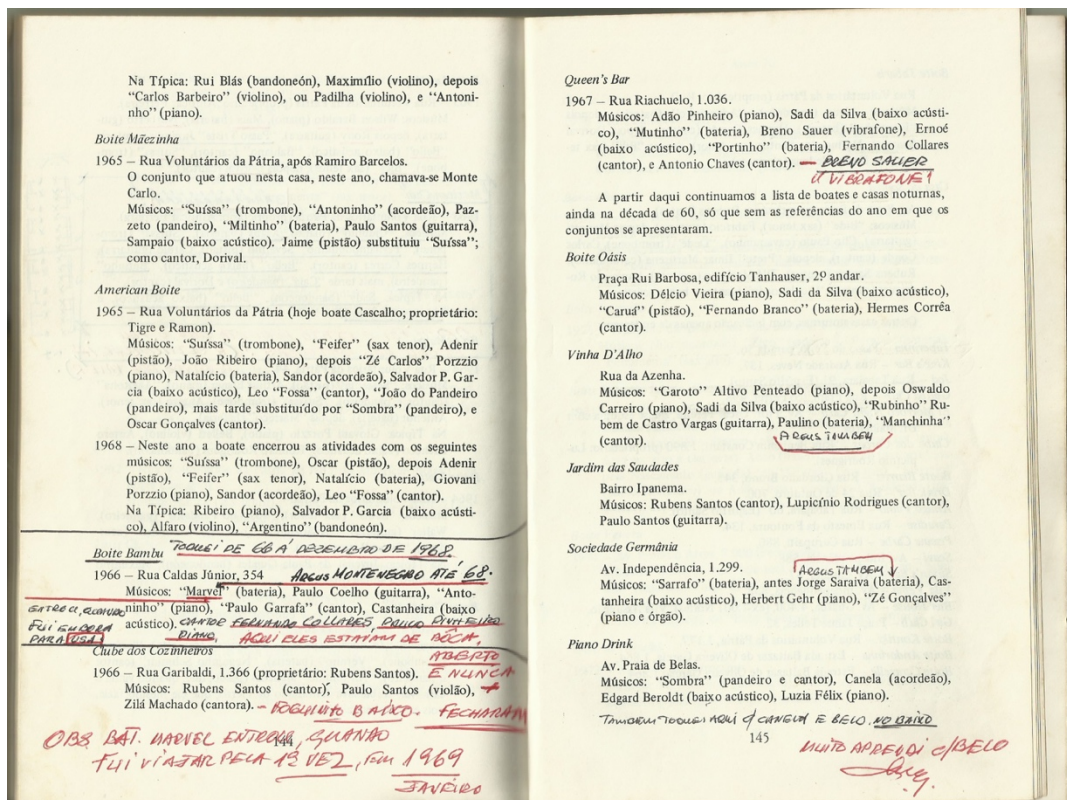 Na Típica: Rui Blás (bandoneón), Maximílio (violino), depois
“Carlos Barbeiro” (violino), ou Padilha (violino), e “Antoni-
nho” (piano).
Boite Mãezinha
1965 – Rua Voluntários da Pátria, após Ramiro Barcelos.
O conjunto que atuou nesta casa, neste ano, chamava-se Monte
Carlo.
Músicos: “Suíssa” (trombone), “Antoninho” (acordeão), Paz-
zeto (pandeiro), “Miltinho” (bateria), Paulo Santos (guitarra),
Sampaio (baixo acústico). Jaime (pistão) substituiu “Suíssa”;
como cantor, Dorival.
American Boite
1965 – Rua Voluntários da Pátria (hoje boate Cascalho; proprietário:
Tigre e Ramon).
Músicos: “Suíssa” (trombone), “Feifer” (sax tenor), Adenir
(pistão), João Ribeiro (piano), depois “Zé Carlos” Porzzio
(piano), Natalício (bateria), Sandor (acordeão), Salvador P. Gar-
cia (baixo acústico), Leo “Fossa” (cantor), “João do Pandeiro
(pandeiro), mais tarde substituído por “Sombra” (pandeiro), e
Oscar Gonçalves (cantor).
1968 – Neste ano a boate encerrou as atividades com os seguintes
músicos: “Suíssa” (trombone), Oscar (pistão), depois Adenir
(pistão), “Feifer” (sax tenor), Natalício (bateria), Giovani
Porzzio (piano), Sandor (acordeão), Leo “Fossa” (cantor).
Na Típica: Ribeiro (piano), Salvador P. Garcia (baixo acústi-
co), Alfaro (violino), “Argentino” (bandoneón).
Boite Bambu TOQUEI DE 66 Á DEZEMBRO DE 1968.
1966 – Rua Caldas Júnior, 354 ARGUS MONTENEGRO ATÉ 68.
Músicos: “Marvel” (bateria), Paulo Coelho (guitarra), “Anto-
ninho” (piano), “Paulo Garrafa” (cantor), Castanheira (baixo
acústico). CANTOR FERNANDO COLLARES, PAULO PINHEIRO
PIANO, AQUI ELES ESTAVAM DE BÔCA
ENTROU, QUANDO
FUI EMBORA
PARA USA
ABERTO
E NUNCA
FECHARAM
Clube dos Cozinheiros
1966 – Rua Garibaldi, 1.366 (proprietário: Rubens Santos).
Músicos: Rubens Santos (cantor), Paulo Santos (violão),
Zilá Machado (cantora). – FOGUINHO BAIXO.
OBS. BAT. MARVEL ENTROU, QUANDO
FUI VIAJAR PELA 1ª VEZ, EM 1969
JANEIRO
144
Queen's Bar
1967 – Rua Riachuelo, 1.036.
Músicos: Adão Pinheiro (piano), Sadi da Silva (baixo acústi-
co), “Mutinho” (bateria), Breno Sauer (vibrafone), Ernoé
(baixo acústico), “Portinho” (bateria), Fernando Collares
(cantor), e Antonio Chaves (cantor). – BRENO SAUER
VIBRAFONE!
A partir daqui continuamos a lista de boates e casas noturnas,
ainda na década de 60, só que sem as referências do ano em que os
conjuntos se apresentaram.
Boite Oásis
Praça Rui Barbosa, edifício Tanhauser, 29 andar.
Músicos: Délcio Vieira (piano), Sadi da Silva (baixo acústico),
“Caruá” (pistão), “Fernando Branco” (bateria), Hermes Corrêa
(cantor).
Vinha D'Alho
Rua da Azenha.
Músicos: “Garoto” Altivo Penteado (piano), depois Oswaldo
Carreiro (piano), Sadi da Silva (baixo acústico), “Rubinho” Ru-
bem de Castro Vargas (guitarra), Paulino (bateria), “Manchinha”
(cantor). ARGUS TAMBEM
Jardim das Saudades
Bairro Ipanema.
Músicos: Rubens Santos (cantor), Lupicínio Rodrigues (cantor),
Paulo Santos (guitarra).
Sociedade Germânia
Av. Independência, 1.299. ARGUS TAMBEM
Músicos: “Sarrafo” (bateria), antes Jorge Saraiva (bateria), Cas-
tanheira (baixo acústico), Herbert Gehr (piano), “Zé Gonçalves”
(piano e órgão).
Piano Drink
Av. Praia de Belas.
Músicos: “Sombra” (pandeiro e cantor), Canela (acordeão),
Edgard Beroldt (baixo acústico), Luzia Félix (piano).
TAMBEM TOQUEI AQUI C/ CANELA E BELO. NO BAIXO
145
MUITO APRENDI C/BELO